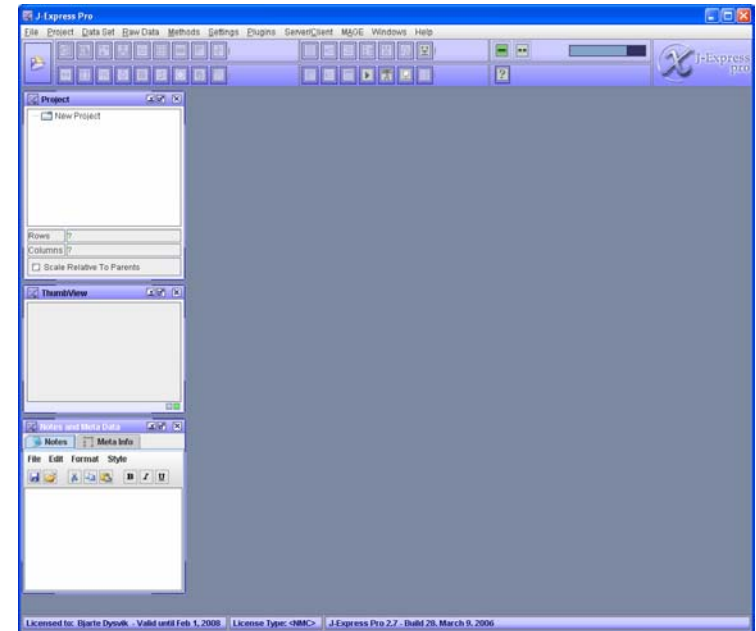 J-Express Pro
File Project Data Set Raw Data Methods Settings Plugins Server/Client MAGE Windows Help
J-Express
pro
Project
New Project
Rows ?
Columns ?
Scale Relative To Parents
ThumbView
Notes and Meta Data
Notes Meta Info
File Edit Format Style
B I U
Licensed to: Bjarte Dysvik - Valid until Feb 1, 2008 License Type: <NMC> J-Express Pro 2.7 - Build 28, March 9, 2006